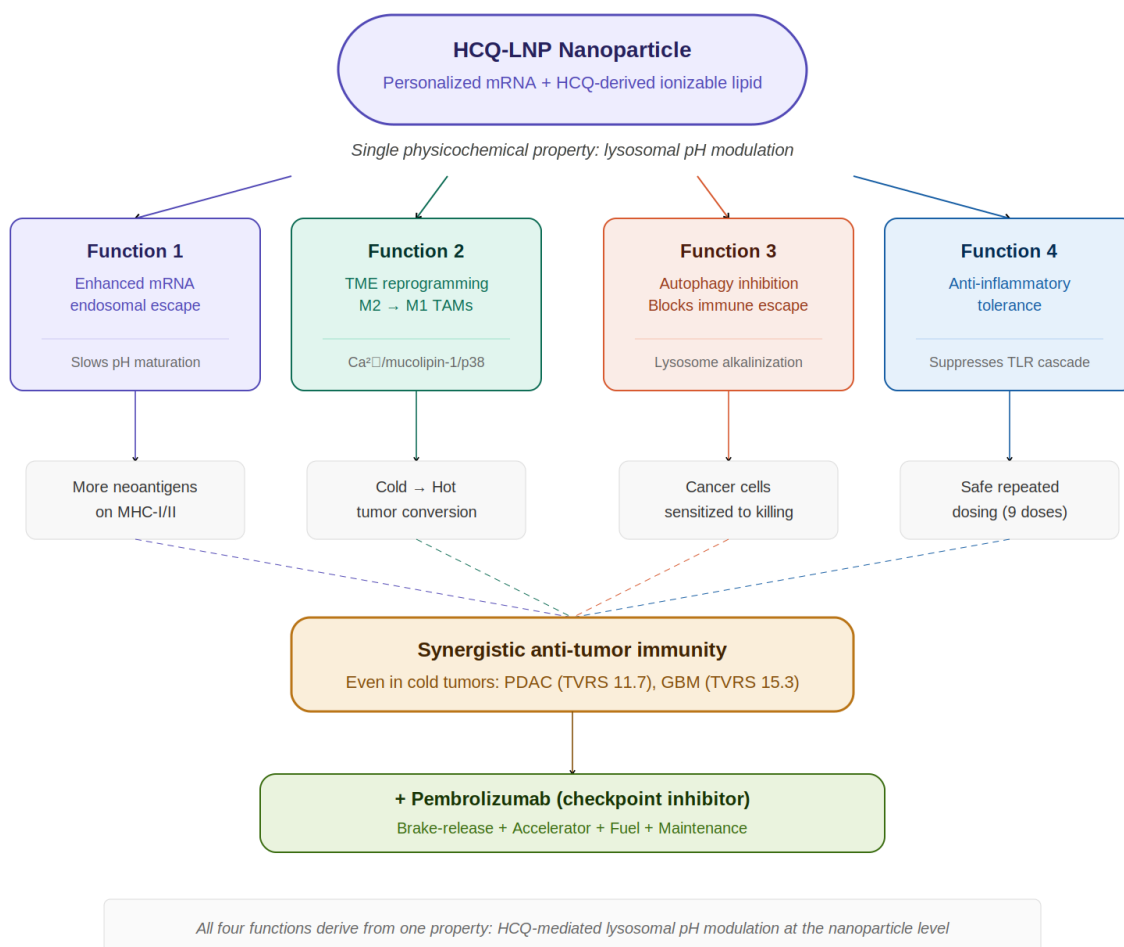 HCQ-LNP Nanoparticle
Personalized mRNA + HCQ-derived ionizable lipid
Single physicochemical property: lysosomal pH modulation
Function 1
Enhanced mRNA
endosomal escape
Slows pH maturation
Function 2
TME reprogramming
M2 → M1 TAMs
Ca²▯/mucolipin-1/p38
Function 3
Autophagy inhibition
Blocks immune escape
Lysosome alkalinization
Function 4
Anti-inflammatory
tolerance
Suppresses TLR cascade
More neoantigens
on MHC-I/II
Cold → Hot
tumor conversion
Cancer cells
sensitized to killing
Safe repeated
dosing (9 doses)
Synergistic anti-tumor immunity
Even in cold tumors: PDAC (TVRS 11.7), GBM (TVRS 15.3)
+ Pembrolizumab (checkpoint inhibitor)
Brake-release + Accelerator + Fuel + Maintenance
All four functions derive from one property: HCQ-mediated lysosomal pH modulation at the nanoparticle level